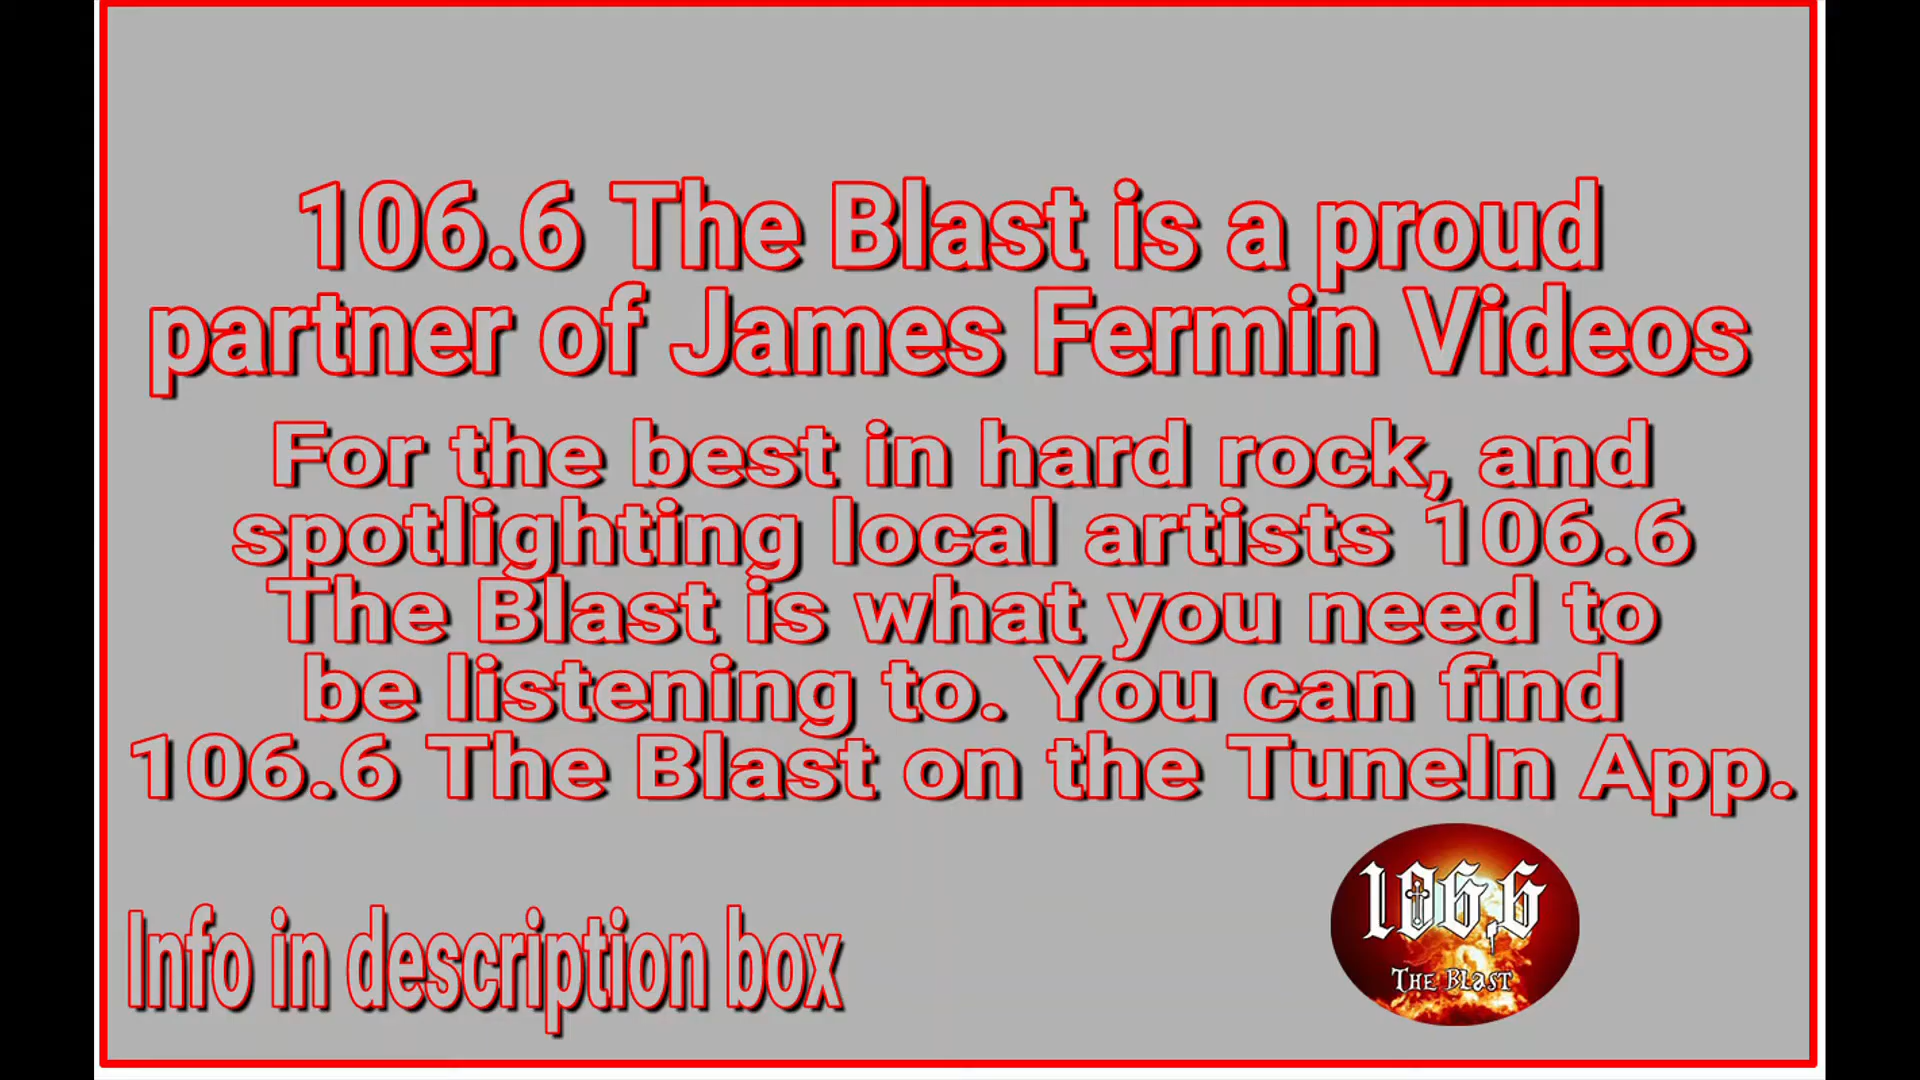 106.6 The Blast is a proud
partner of James Fermin Videos
For the best in hard rock, and
spotlighting local artists 106.6
The Blast is what you need to
be listening to. You can find
106.6 The Blast on the TuneIn App.
Info in description box
106.6
The Blast